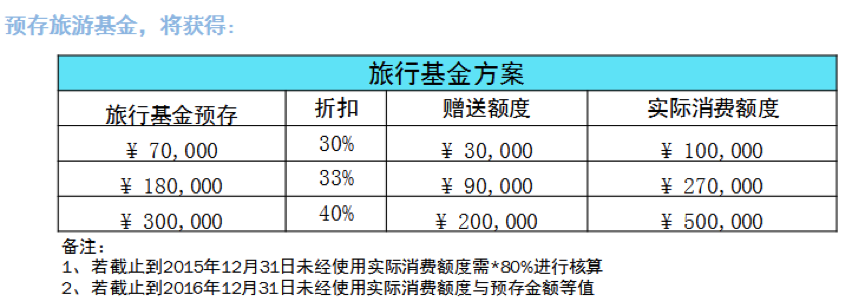 预存旅游基金，将获得：
旅行基金方案
旅行基金预存 折扣 赠送额度 实际消费额度
¥ 70,000 30% ¥ 30,000 ¥ 100,000
¥ 180,000 33% ¥ 90,000 ¥ 270,000
¥ 300,000 40% ¥ 200,000 ¥ 500,000
备注：
1、若截止到2015年12月31日未经使用实际消费额度需*80%进行核算
2、若截止到2016年12月31日未经使用实际消费额度与预存金额等值